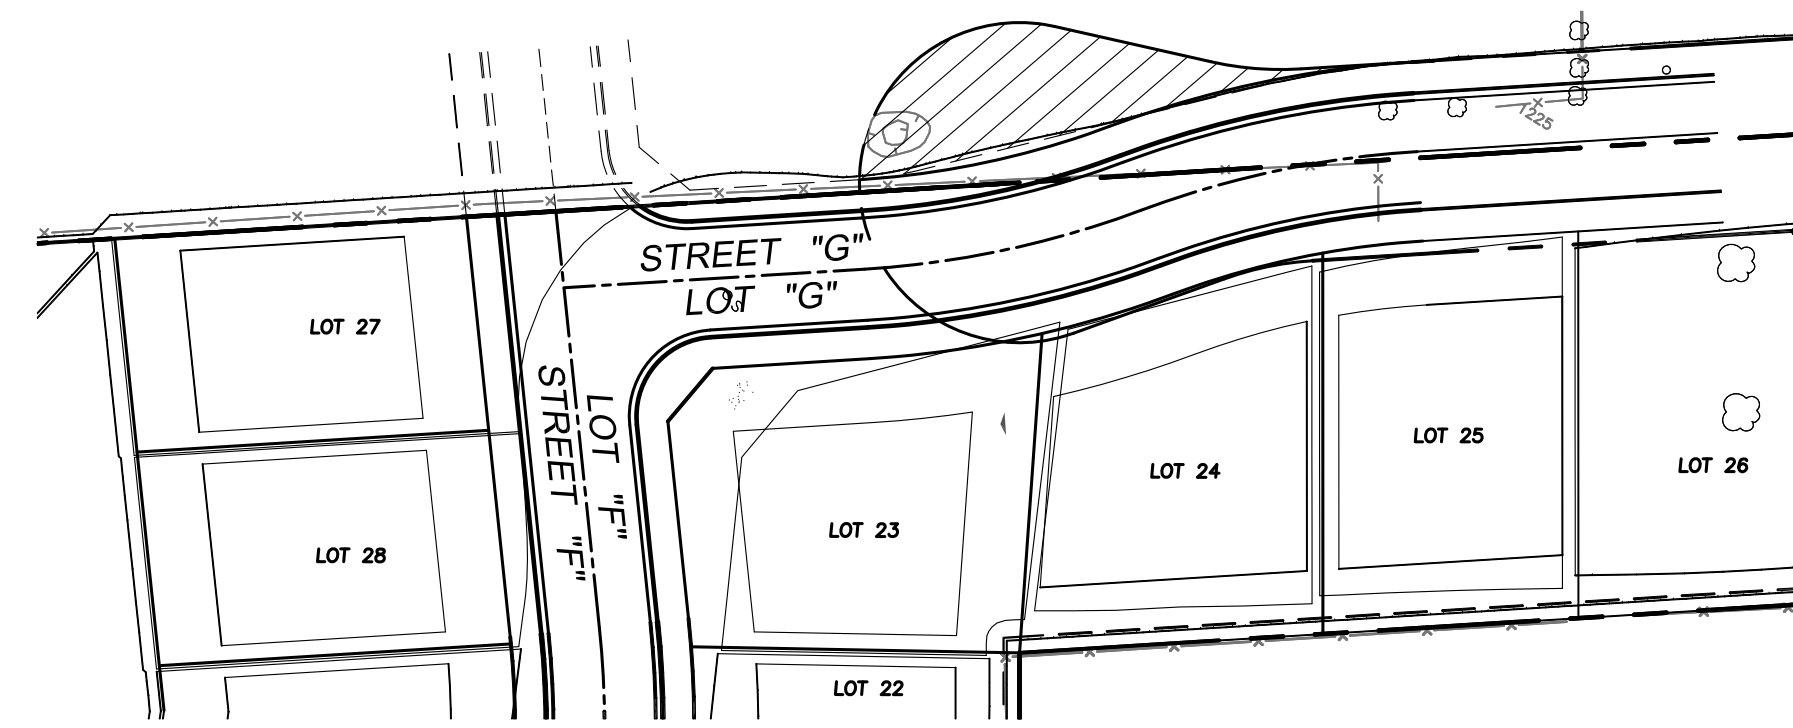 1225
STREET "G"
LOT "G"
LOT 27
LOT "F"
STREET "F"
LOT 25
LOT 24
LOT 26
LOT 23
LOT 28
LOT 22